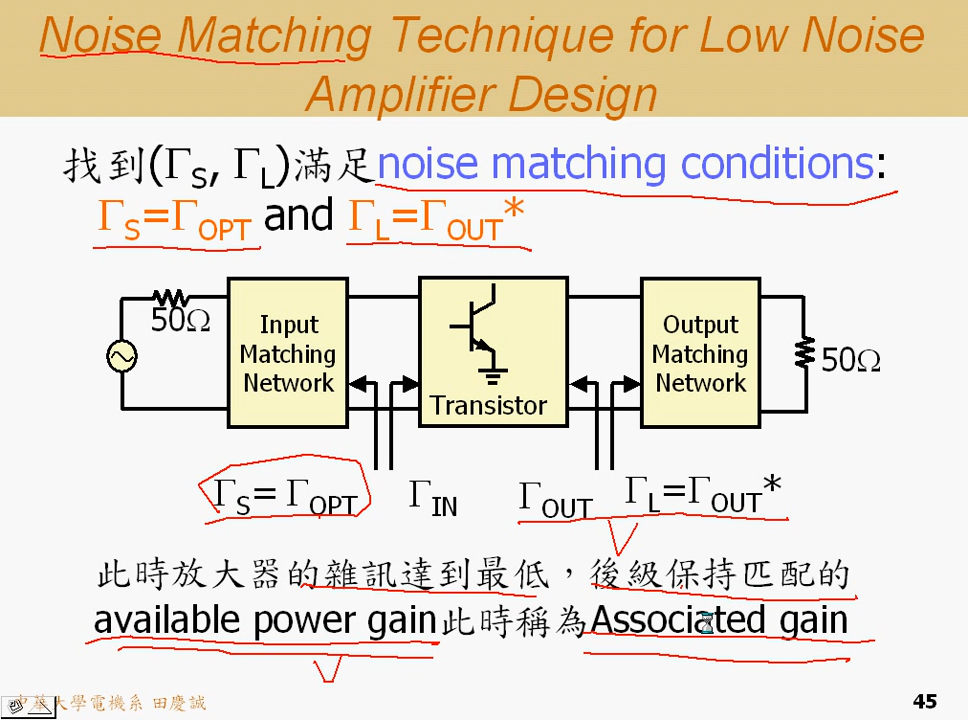 Noise Matching Technique for Low Noise
Amplifier Design
找到(ΓS, ΓL)滿足noise matching conditions:
ΓS=ΓOPT and ΓL=ΓOUT*
50Ω
Input
Matching
Network
Transistor
Output
Matching
Network
50Ω
ΓS= ΓOPT
ΓIN
ΓOUT
ΓL=ΓOUT*
此時放大器的雜訊達到最低，後級保持匹配的
available power gain此時稱為Associated gain
中華大學電機系 田慶誠
45